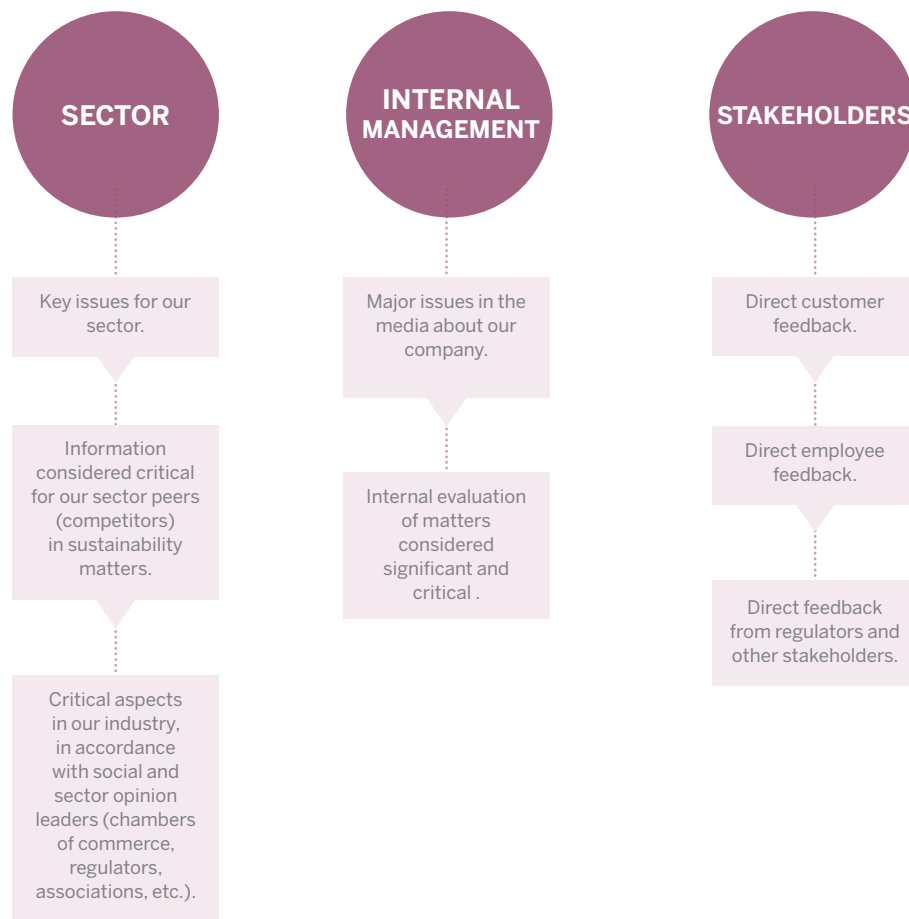 SECTOR
Key issues for our
sector.
Information
considered critical
for our sector peers
(competitors)
in sustainability
matters.
Critical aspects
in our industry,
in accordance
with social and
sector opinion
leaders (chambers
of commerce,
regulators,
associations, etc.).
INTERNAL
MANAGEMENT
Major issues in the
media about our
company.
Internal evaluation
of matters
considered
significant and
critical .
STAKEHOLDERS
Direct customer
feedback.
Direct employee
feedback.
Direct feedback
from regulators and
other stakeholders.